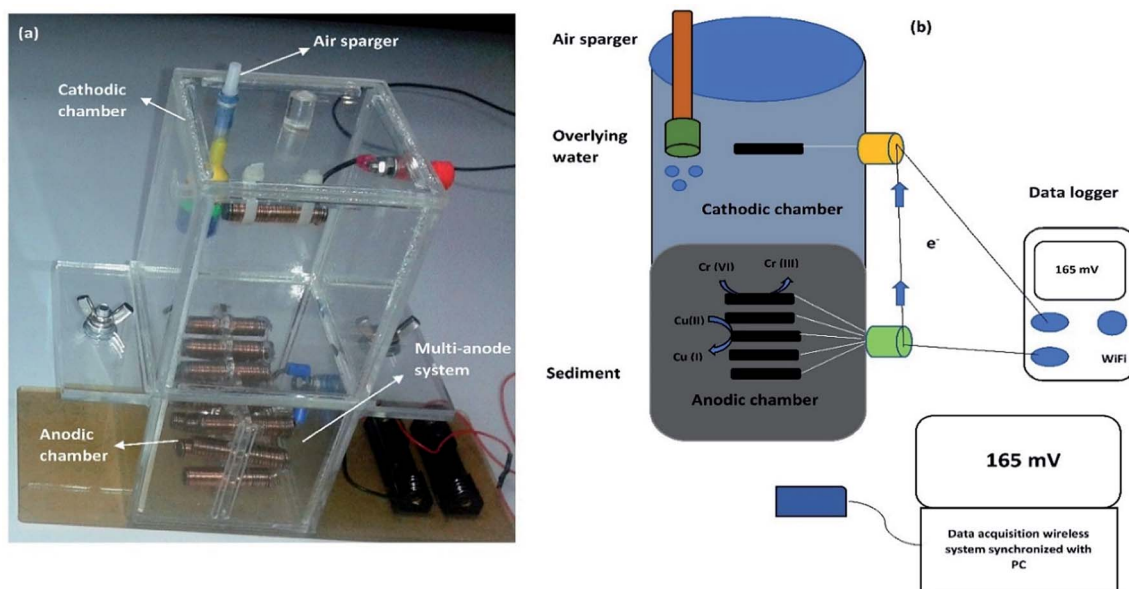 (a)
Air sparger
Cathodic
chamber
Multi-anode
system
Anodic
chamber
(b)
Air sparger
Overlying
water
Cathodic chamber
Data logger
e-
165 mV
WiFi
Cr (VI)
Cr (III)
Cu(II)
Cu (I)
Sediment
Anodic chamber
165 mV
Data acquisition wireless
system synchronized with
PC